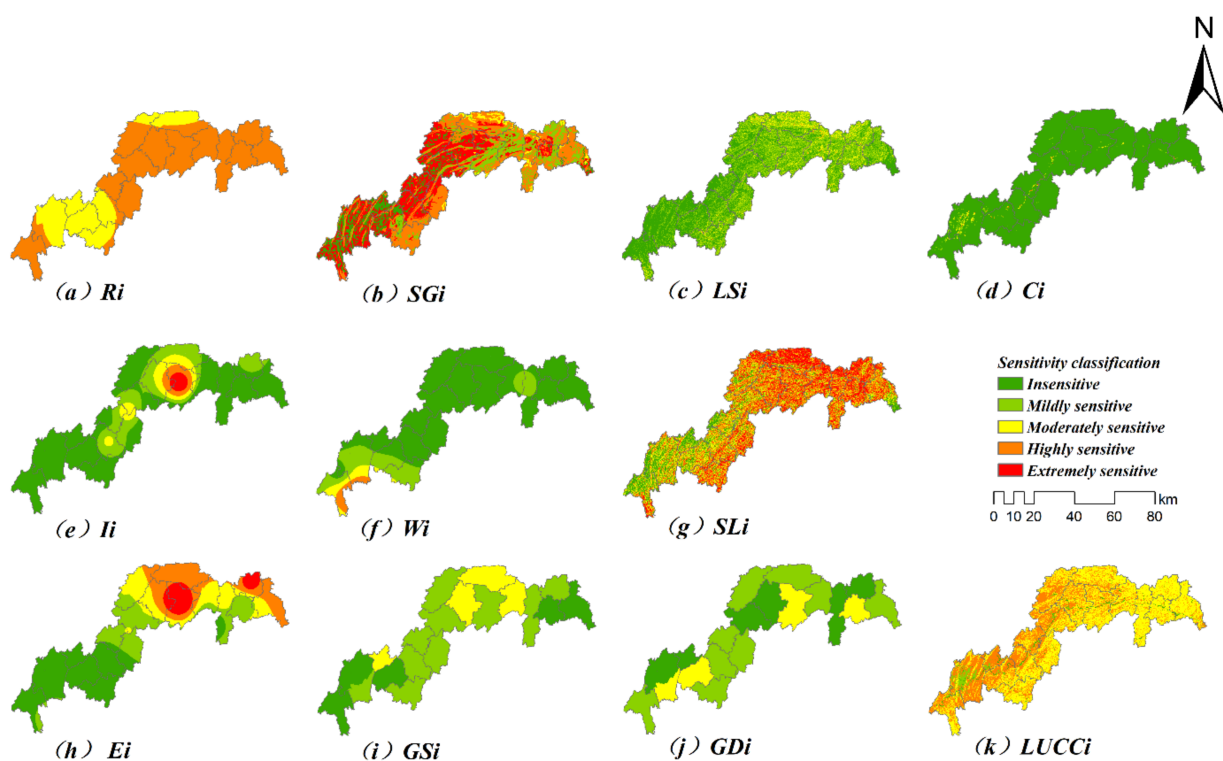 N
（a）Ri
（b）SGi
（c）LSi
（d）Ci
Sensitivity classification
Insensitive
Mildly sensitive
Moderately sensitive
Highly sensitive
Extremely sensitive
km
0 10 20 40 60 80
（e）Ii
（f）Wi
（g）SLi
（h）Ei
（i）GSi
（j）GDi
（k）LUCCi